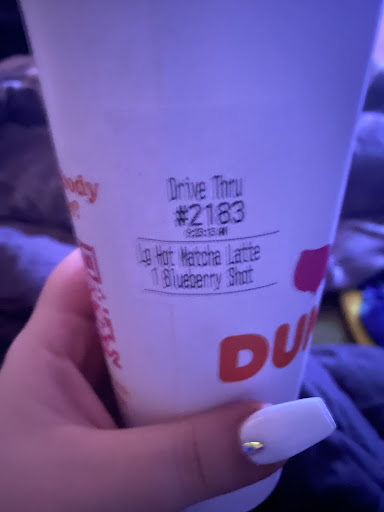 Drive Thru
#2183
Lg Hot Matcha Latte
1 Blueberry Shot
DUN